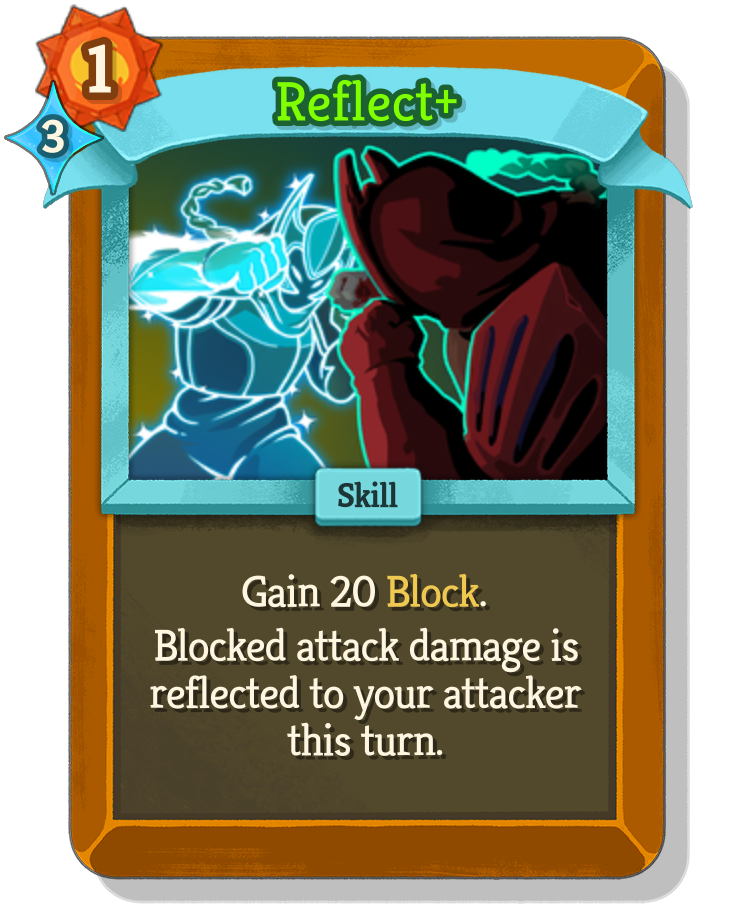 1
3
Reflect+
Skill
Gain 20 Block.
Blocked attack damage is
reflected to your attacker
this turn.